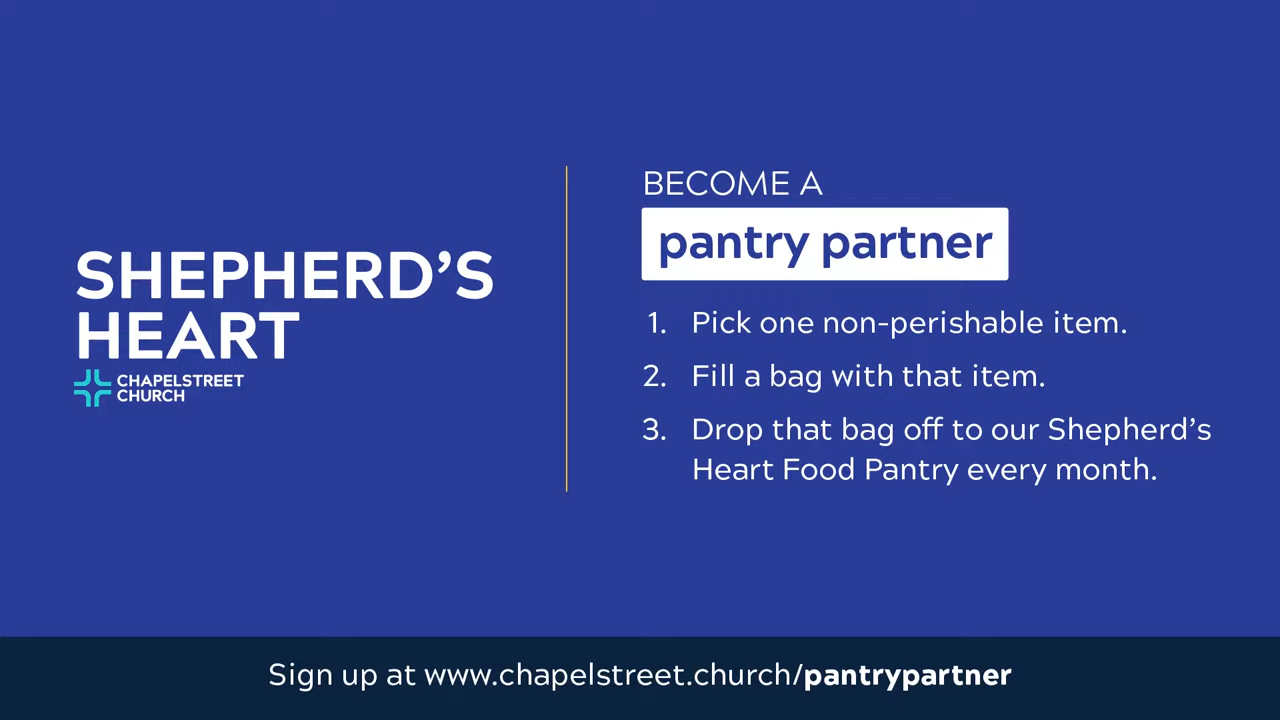 SHEPHERD’S
HEART
CHAPELSTREET
CHURCH
BECOME A
pantry partner
1. Pick one non-perishable item.
2. Fill a bag with that item.
3. Drop that bag off to our Shepherd’s
Heart Food Pantry every month.
Sign up at www.chapelstreet.church/pantrypartner